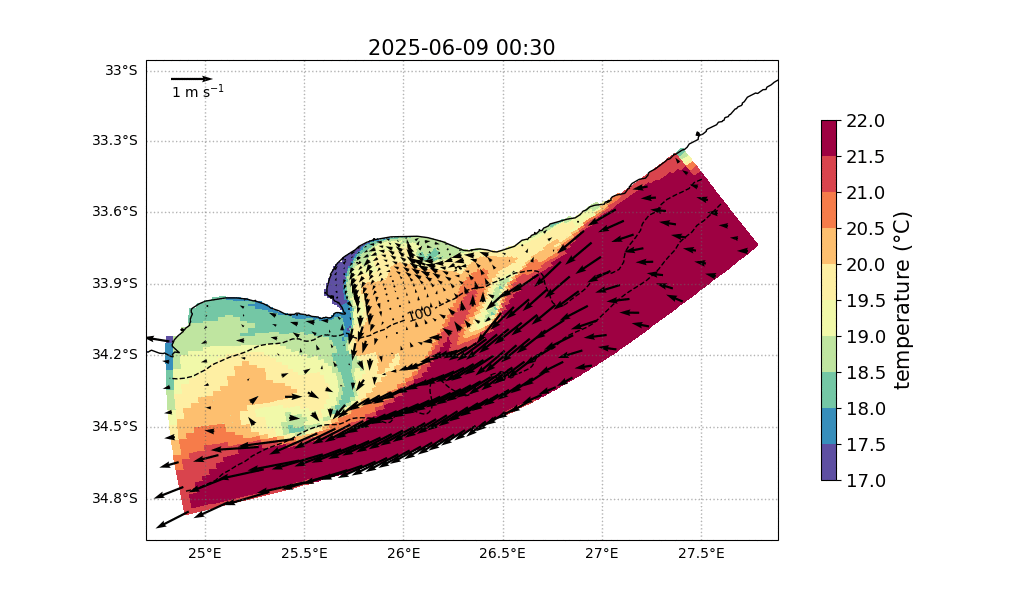 2025-06-09 00:30
1 m s⁻¹
33°S
33.3°S
33.6°S
33.9°S
34.2°S
34.5°S
34.8°S
100
25°E
25.5°E
26°E
26.5°E
27°E
27.5°E
22.0
21.5
21.0
20.5
20.0
19.5
19.0
18.5
18.0
17.5
17.0
temperature (°C)